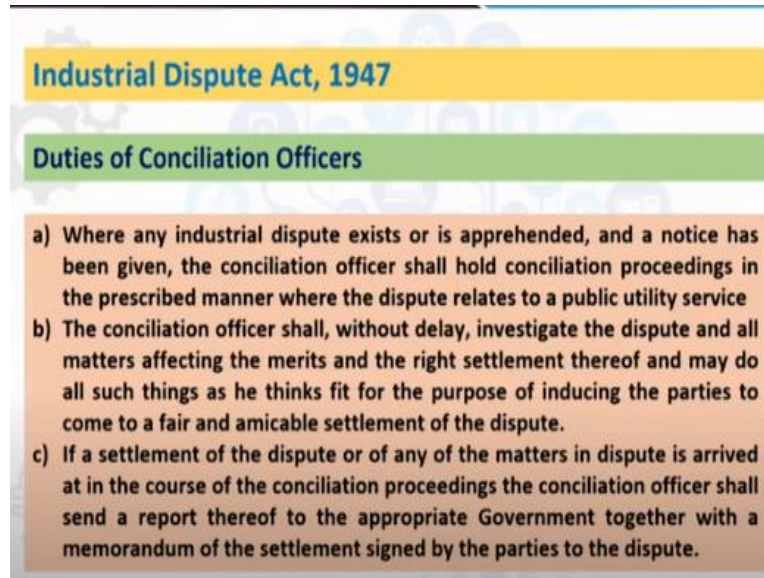 Industrial Dispute Act, 1947
Duties of Conciliation Officers
a) Where any industrial dispute exists or is apprehended, and a notice has
been given, the conciliation officer shall hold conciliation proceedings in
the prescribed manner where the dispute relates to a public utility service
b) The conciliation officer shall, without delay, investigate the dispute and all
matters affecting the merits and the right settlement thereof and may do
all such things as he thinks fit for the purpose of inducing the parties to
come to a fair and amicable settlement of the dispute.
c) If a settlement of the dispute or of any of the matters in dispute is arrived
at in the course of the conciliation proceedings the conciliation officer shall
send a report thereof to the appropriate Government together with a
memorandum of the settlement signed by the parties to the dispute.